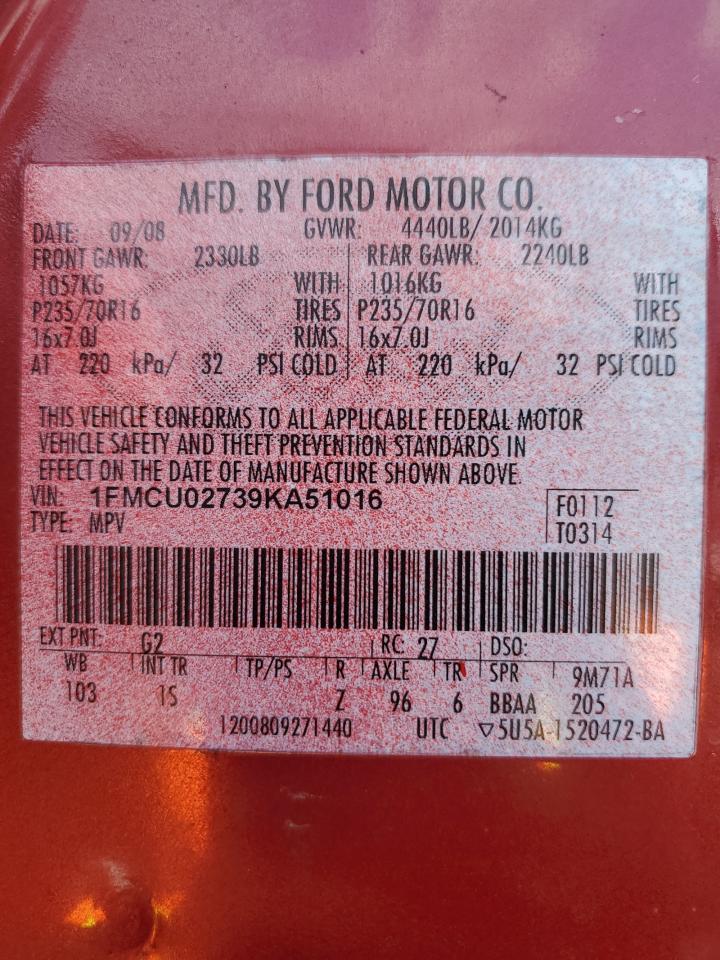 MFD. BY FORD MOTOR CO.
DATE: 09/08 GVWR: 4440LB/ 2014KG
FRONT GAWR: 2330LB REAR GAWR: 2240LB
1057KG WITH 1016KG WITH
P235/70R16 TIRES P235/70R16 TIRES
16x7.0J RIMS 16x7.0J RIMS
AT 220 kPa/ 32 PSI COLD AT 220 kPa/ 32 PSI COLD
THIS VEHICLE CONFORMS TO ALL APPLICABLE FEDERAL MOTOR
VEHICLE SAFETY AND THEFT PREVENTION STANDARDS IN
EFFECT ON THE DATE OF MANUFACTURE SHOWN ABOVE.
VIN: 1FMCU02739KA51016 F0112
TYPE: MPV T0314
EXT PNT: G2 RC: 27 DSO:
WB INT TR TP/PS R AXLE TR SPR 9M71A
103 1S Z 96 6 BBAA 205
1200809271440 UTC ▽5U5A-1520472-BA